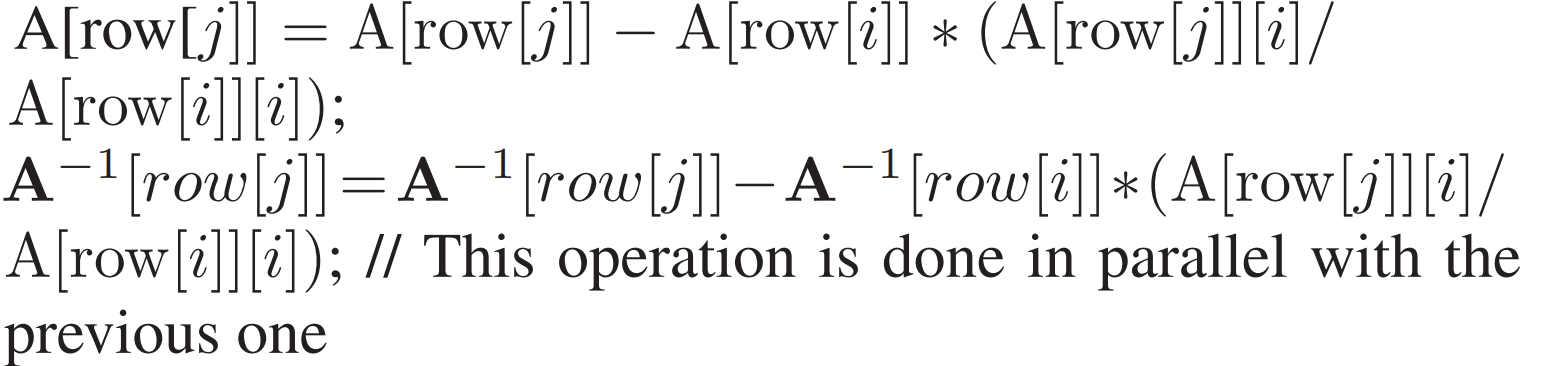 A[row[j]] = A[row[j]] − A[row[i]] ∗ (A[row[j]][i]/
A[row[i]][i]);
A⁻¹[row[j]]=A⁻¹[row[j]]−A⁻¹[row[i]]∗(A[row[j]][i]/
A[row[i]][i]); // This operation is done in parallel with the
previous one